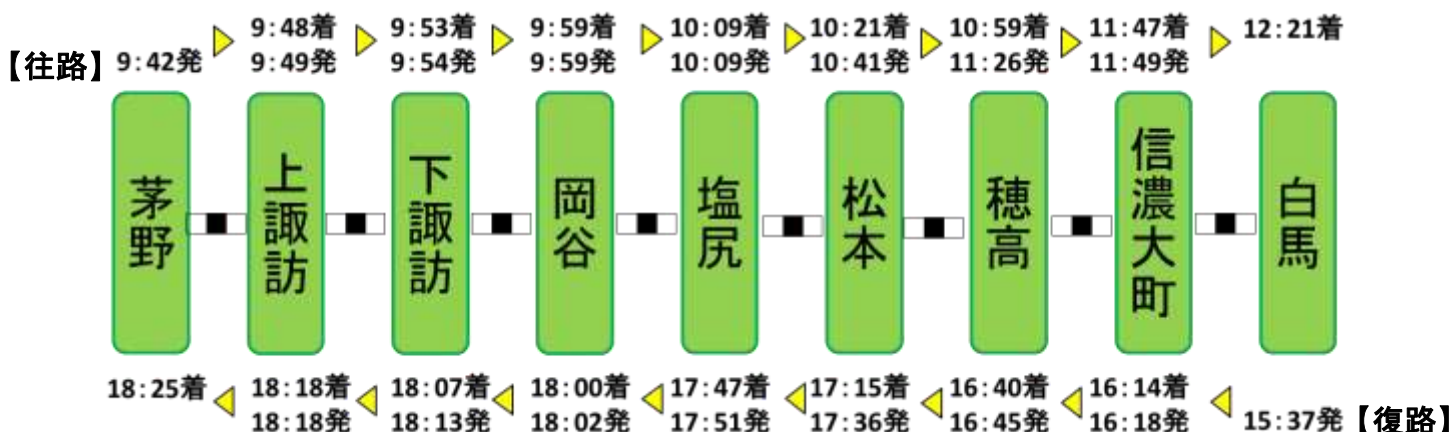 【往路】 9:42発
9:48着
9:49発
9:53着
9:54発
9:59着
9:59発
10:09着
10:09発
10:21着
10:41発
10:59着
11:26発
11:47着
11:49発
12:21着
茅野
上諏訪
下諏訪
岡谷
塩尻
松本
穂高
信濃大町
白馬
18:25着
18:18着
18:18発
18:07着
18:13発
18:00着
18:02発
17:47着
17:51発
17:15着
17:36発
16:40着
16:45発
16:14着
16:18発
15:37発 【復路】